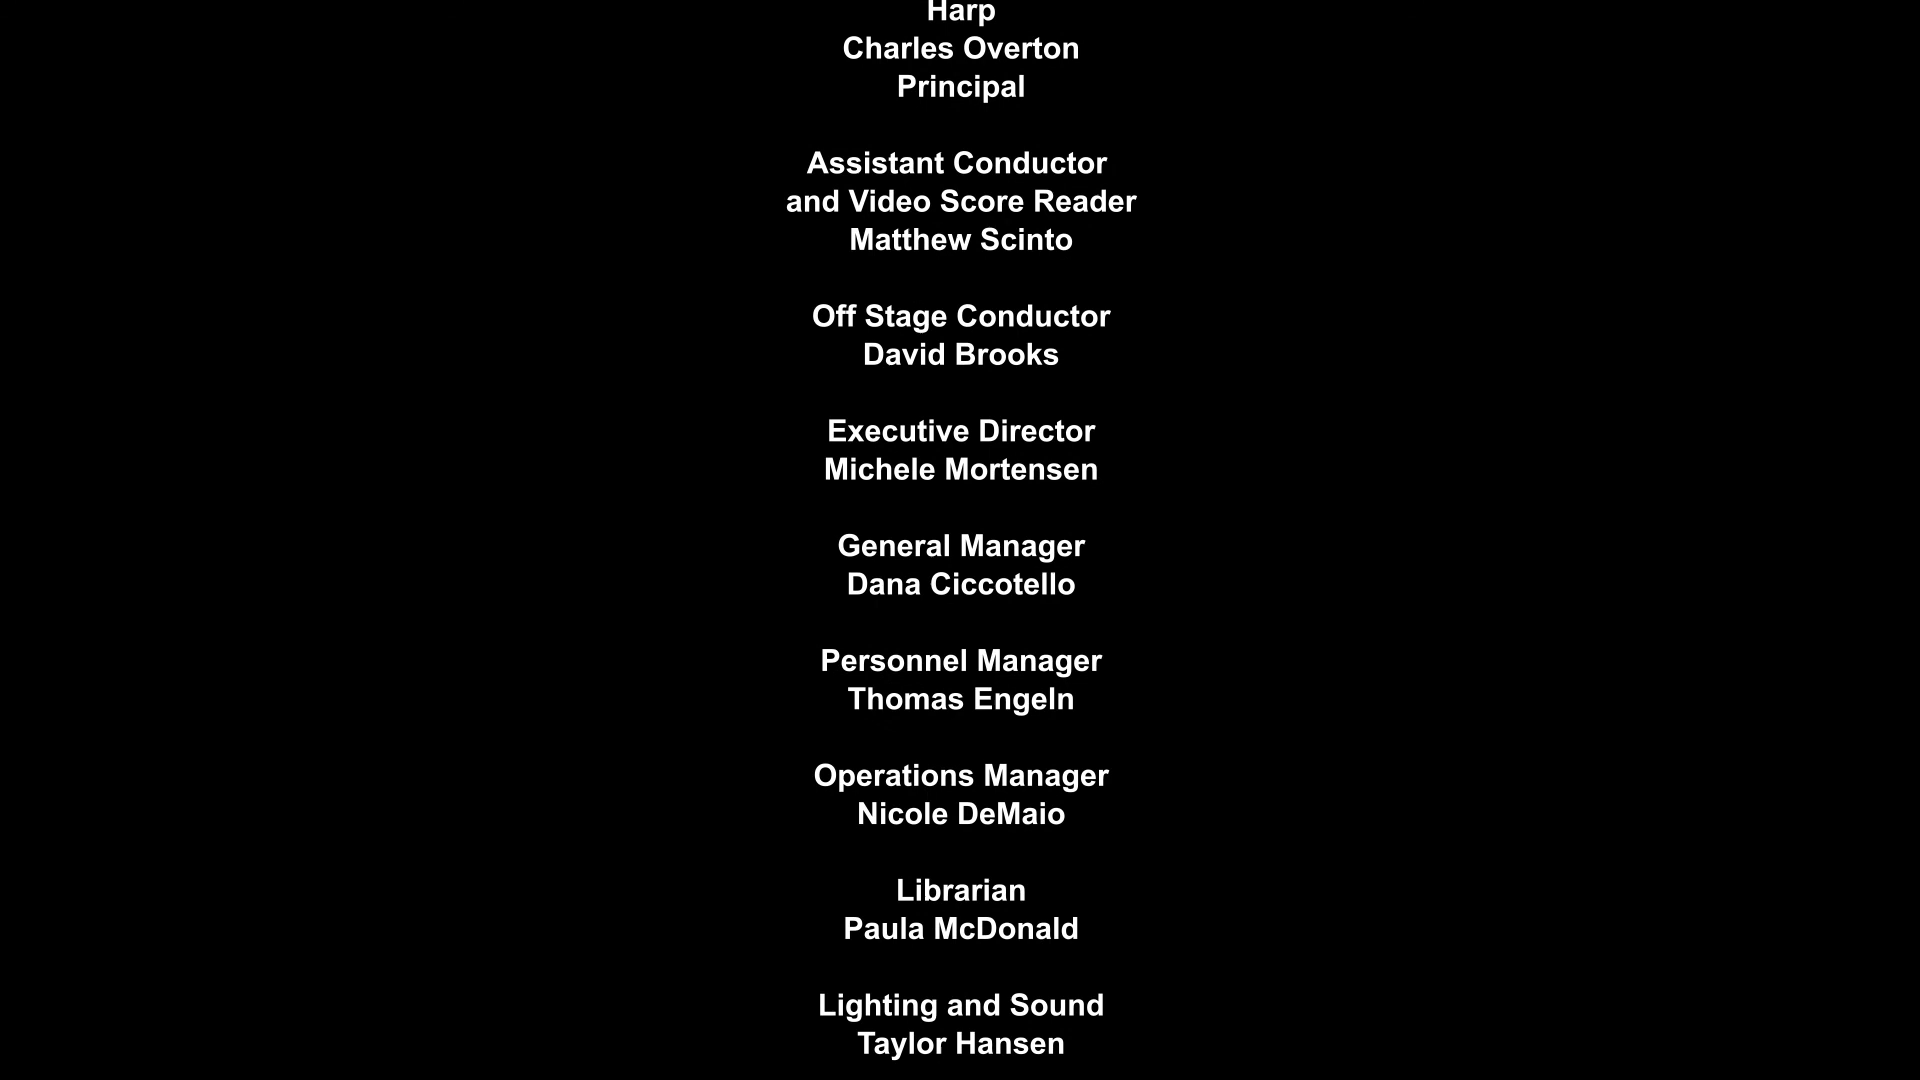 Harp
Charles Overton
Principal
Assistant Conductor
and Video Score Reader
Matthew Scinto
Off Stage Conductor
David Brooks
Executive Director
Michele Mortensen
General Manager
Dana Ciccotello
Personnel Manager
Thomas Engeln
Operations Manager
Nicole DeMaio
Librarian
Paula McDonald
Lighting and Sound
Taylor Hansen